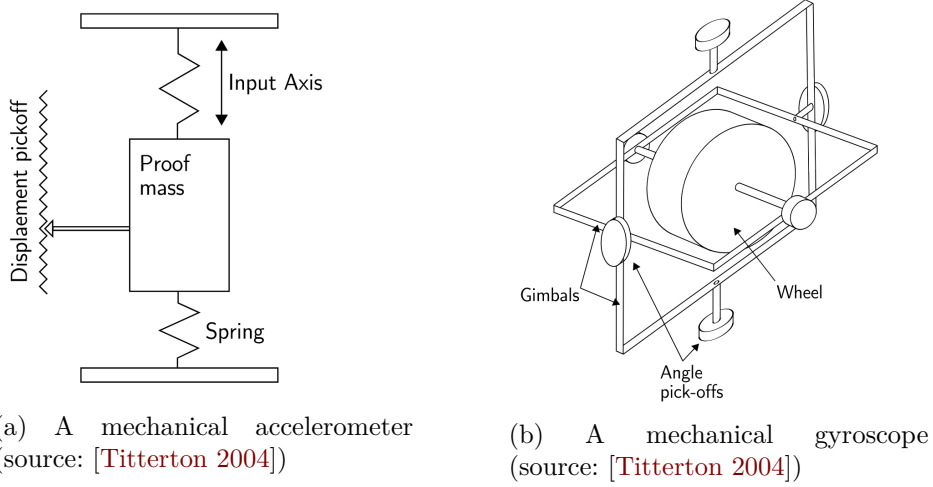 Input Axis
Displaement pickoff
Proof
mass
Spring
Gimbals
Wheel
Angle
pick-offs
(a) A mechanical accelerometer
(source: [Titterton 2004])
(b) A mechanical gyroscope
(source: [Titterton 2004])